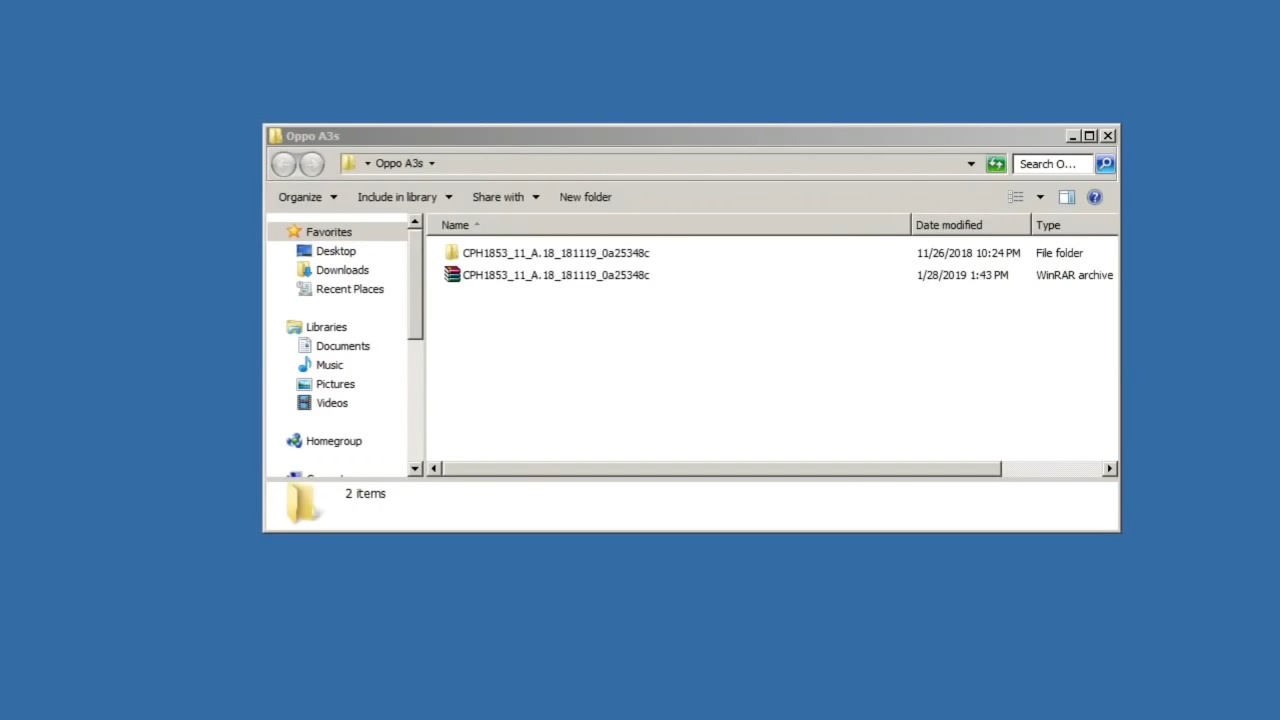 Oppo A3s
Oppo A3s
Search O...
Organize Include in library Share with New folder
Name Date modified Type
Favorites
Desktop
Downloads
Recent Places
Libraries
Documents
Music
Pictures
Videos
Homegroup
CPH1853_11_A.18_181119_0a25348c 11/26/2018 10:24 PM File folder
CPH1853_11_A.18_181119_0a25348c 1/28/2019 1:43 PM WinRAR archive
2 items